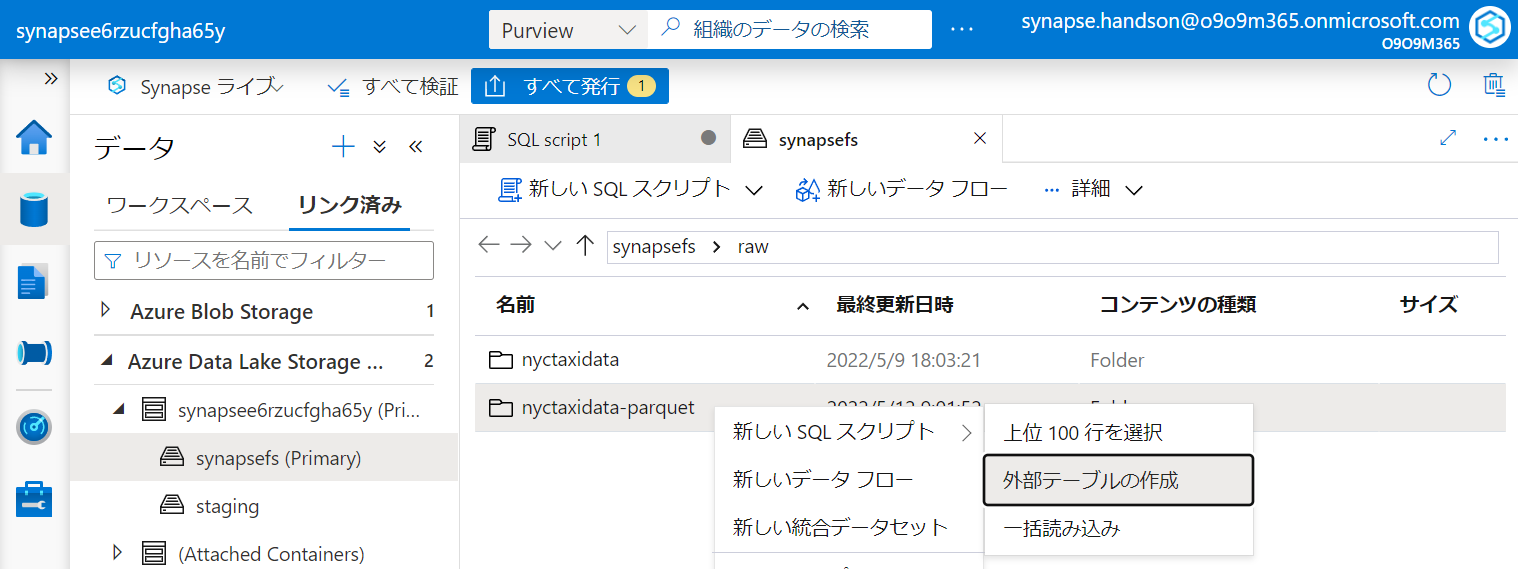 synapsee6rzucfgha65y
Purview
組織のデータの検索
synapse.handson@o9o9m365.onmicrosoft.com
O9O9M365
Synapse ライブ
すべて検証
すべて発行 1
データ
ワークスペース
リンク済み
リソースを名前でフィルター
Azure Blob Storage 1
Azure Data Lake Storage ... 2
synapsee6rzucfgha65y (Pri...
synapsefs (Primary)
staging
(Attached Containers)
SQL script 1
synapsefs
新しい SQL スクリプト
新しいデータ フロー
... 詳細
synapsefs > raw
名前 最終更新日時 コンテンツの種類 サイズ
nyctaxidata 2022/5/9 18:03:21 Folder
nyctaxidata-parquet
新しい SQL スクリプト
新しいデータ フロー
新しい統合データセット
上位 100 行を選択
外部テーブルの作成
一括読み込み